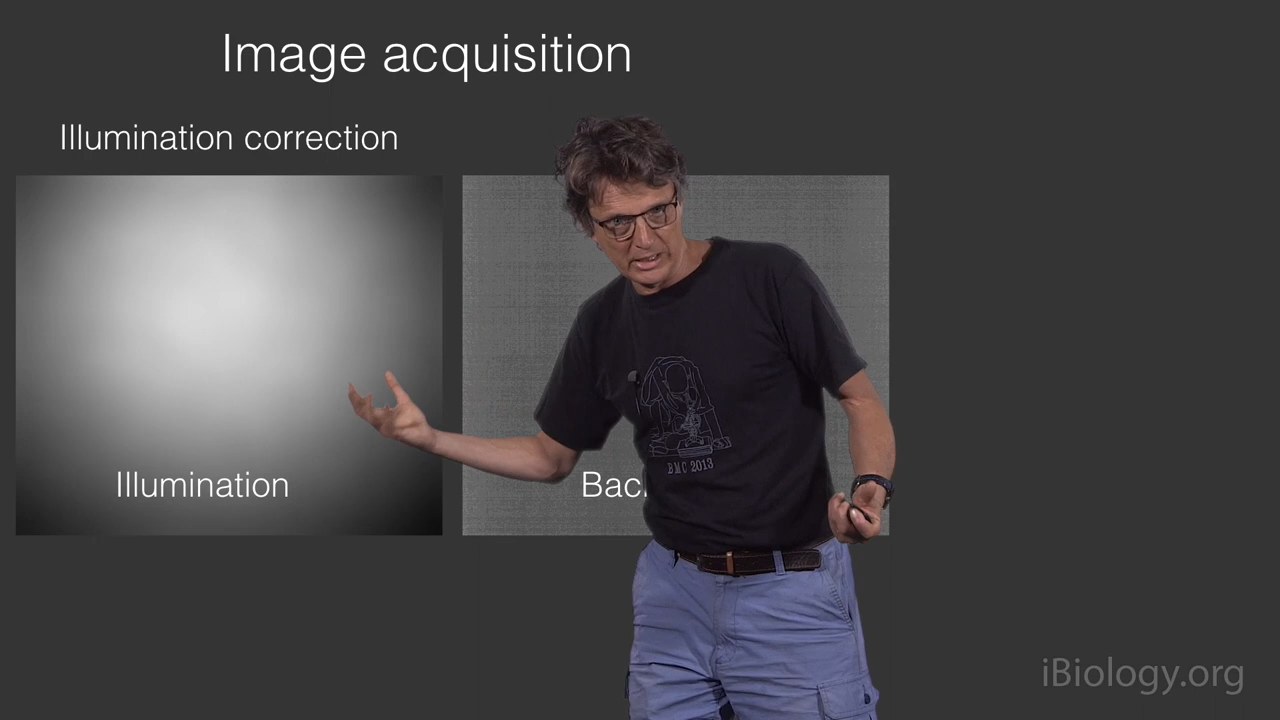 Image acquisition
Illumination correction
Illumination
Bac
BMC 2013
iBiology.org